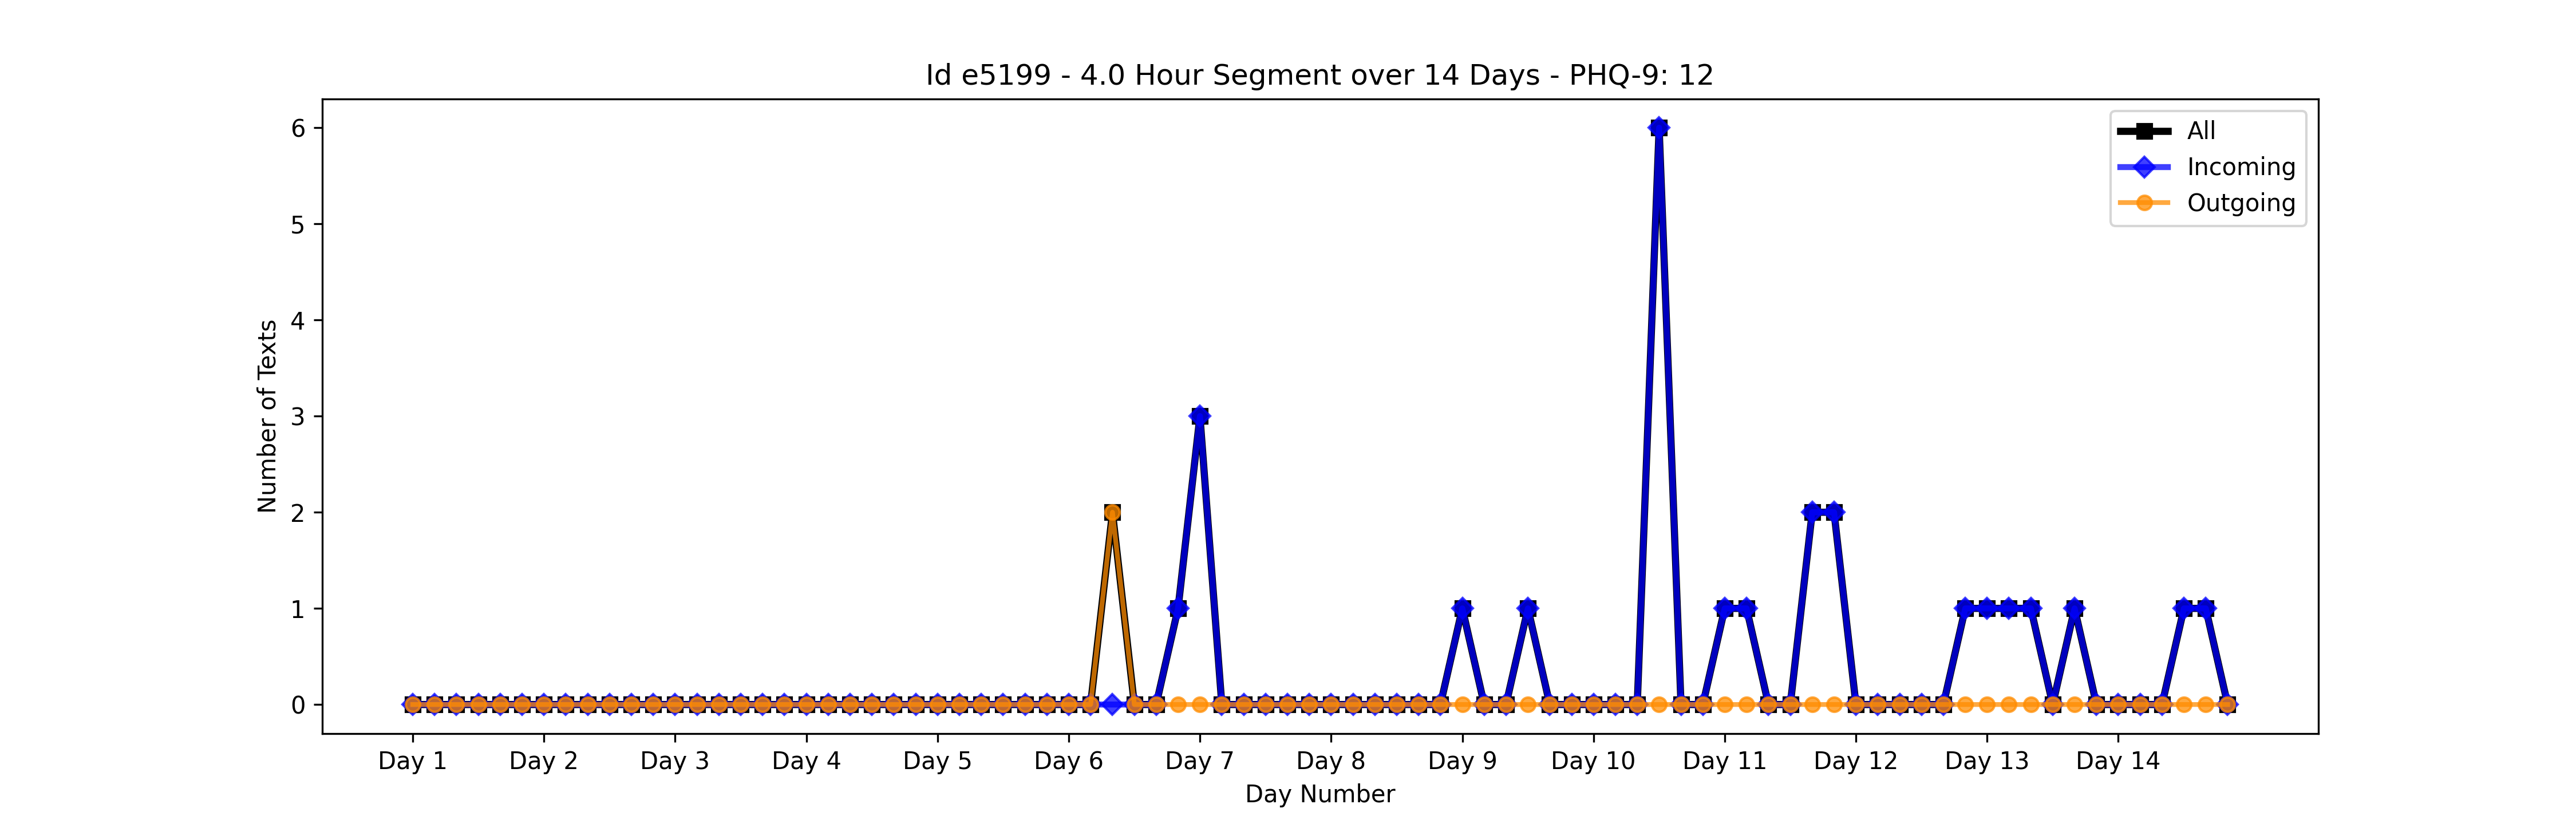 Id e5199 - 4.0 Hour Segment over 14 Days - PHQ-9: 12
All
Incoming
Outgoing
Number of Texts
6
5
4
3
2
1
0
Day 1 Day 2 Day 3 Day 4 Day 5 Day 6 Day 7 Day 8 Day 9 Day 10 Day 11 Day 12 Day 13 Day 14
Day Number